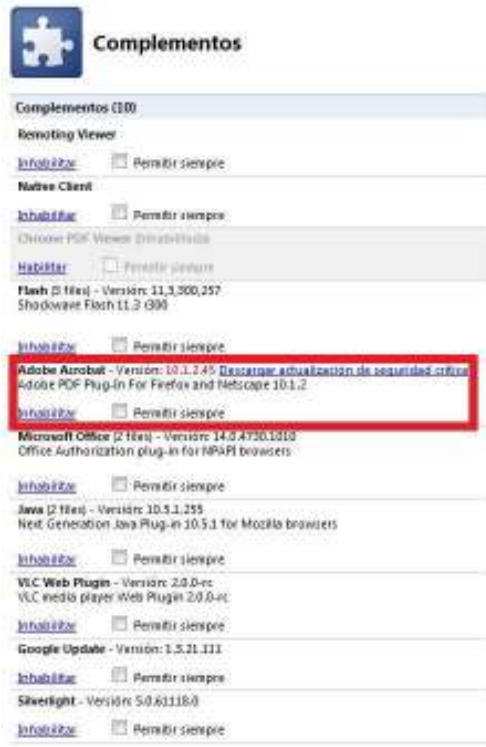 Complementos
Complementos (10)
Remoting Viewer
Inhabilitar Permitir siempre
Native Client
Inhabilitar Permitir siempre
Chrome PDF Viewer (Inhabilitado)
Habilitar Permitir siempre
Flash (3 files) - Versión: 11,3,300,257
Shockwave Flash 11.3 r300
Inhabilitar Permitir siempre
Adobe Acrobat - Versión: 10.1.2.45 Descargar actualización de seguridad crítica
Adobe PDF Plug-In For Firefox and Netscape 10.1.2
Inhabilitar Permitir siempre
Microsoft Office (2 files) - Versión: 14.0.4730.1010
Office Authorization plug-in for NPAPI browsers
Inhabilitar Permitir siempre
Java (2 files) - Versión: 10.5.1.255
Next Generation Java Plug-in 10.5.1 for Mozilla browsers
Inhabilitar Permitir siempre
VLC Web Plugin - Versión: 2.0.0-rc
VLC media player Web Plugin 2.0.0-rc
Inhabilitar Permitir siempre
Google Update - Versión: 1.3.21.111
Inhabilitar Permitir siempre
Silverlight - Versión: 5.0.61118.0
Inhabilitar Permitir siempre